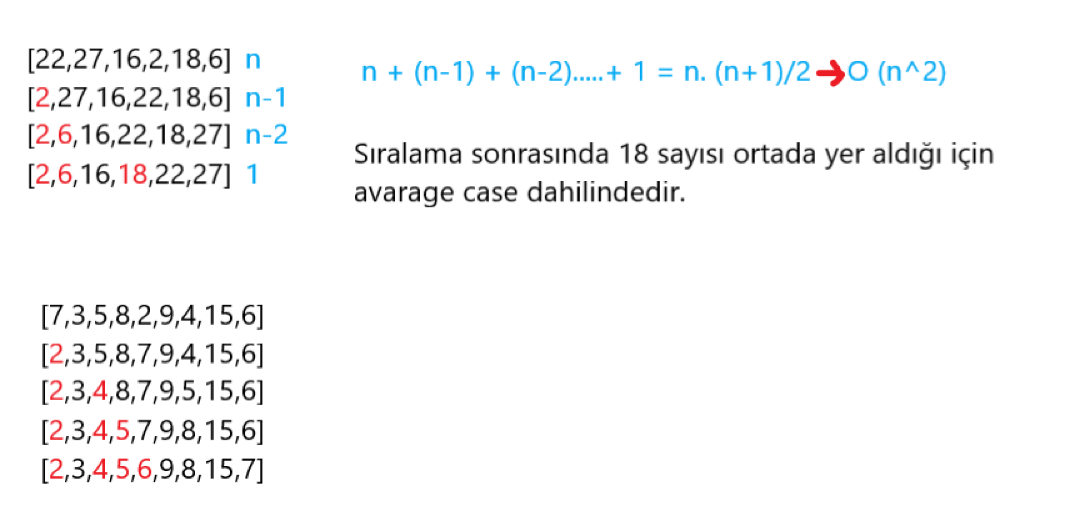 [22,27,16,2,18,6] n
[2,27,16,22,18,6] n-1
[2,6,16,22,18,27] n-2
[2,6,16,18,22,27] 1
n + (n-1) + (n-2).....+ 1 = n. (n+1)/2➔O (n^2)
Sıralama sonrasında 18 sayısı ortada yer aldığı için
avarage case dahilindedir.
[7,3,5,8,2,9,4,15,6]
[2,3,5,8,7,9,4,15,6]
[2,3,4,8,7,9,5,15,6]
[2,3,4,5,7,9,8,15,6]
[2,3,4,5,6,9,8,15,7]